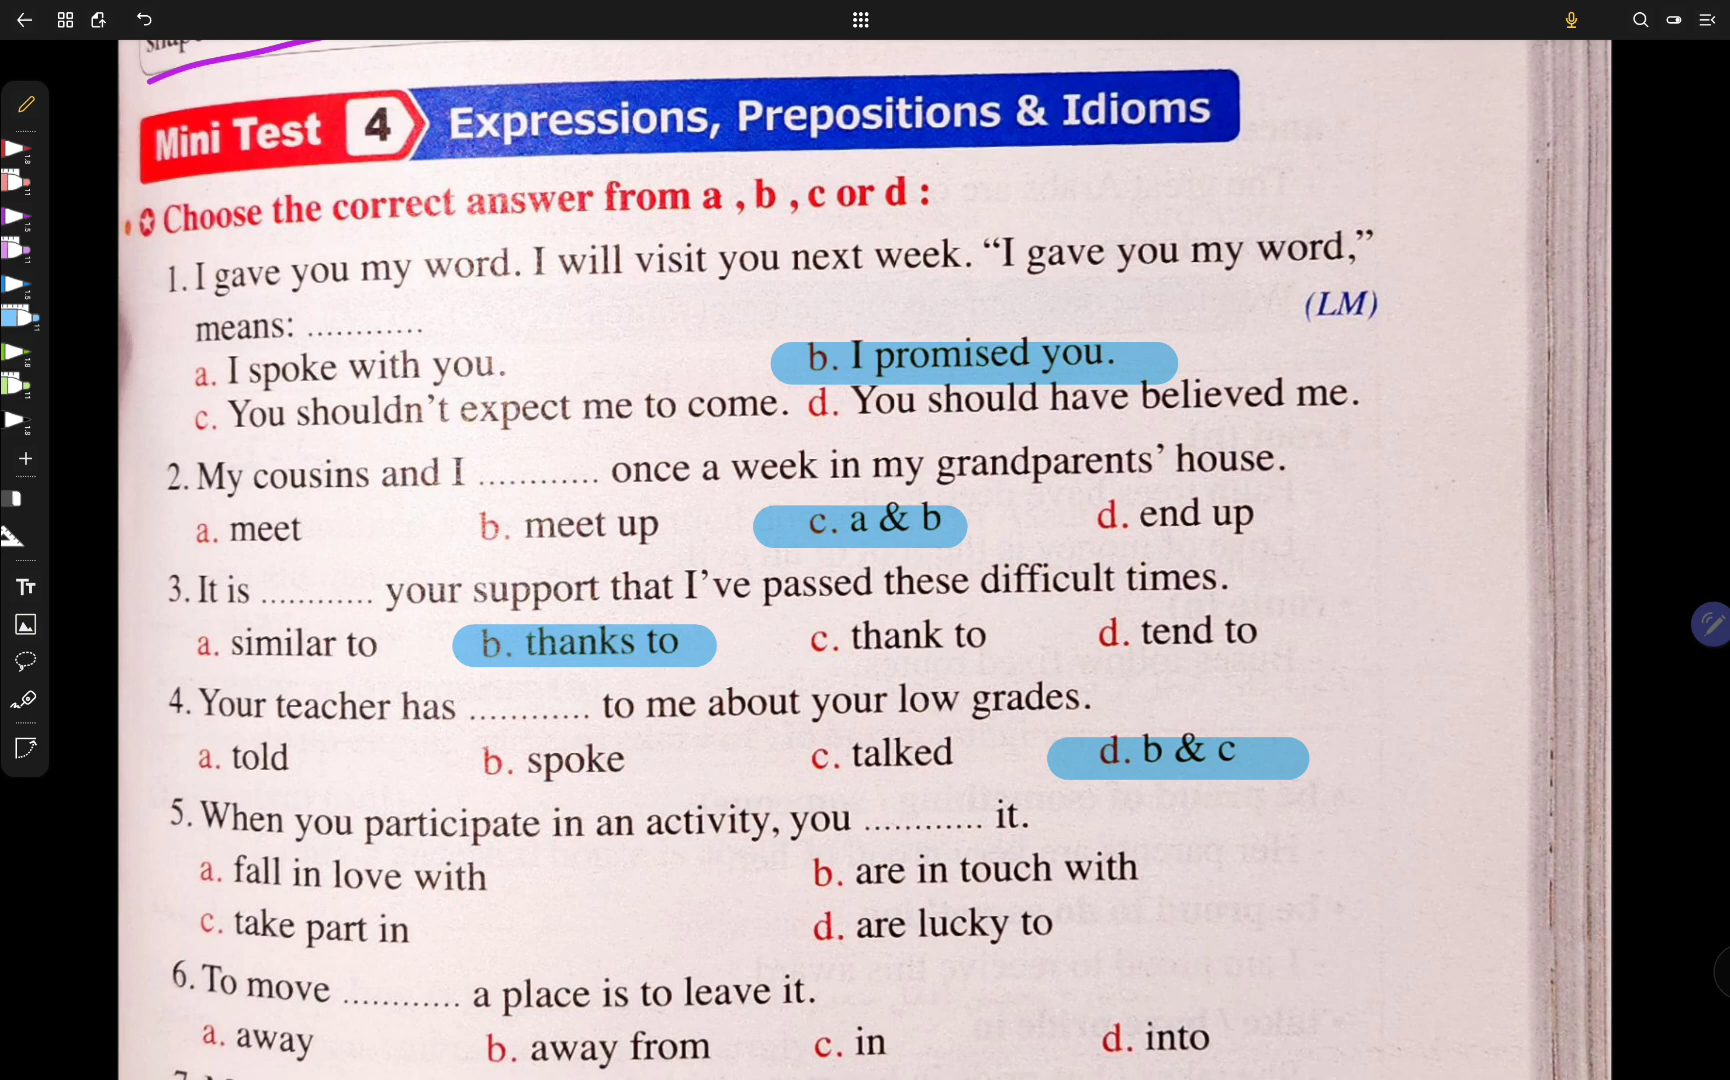 Mini Test 4 Expressions, Prepositions & Idioms
Choose the correct answer from a , b , c or d :
1. I gave you my word. I will visit you next week. “I gave you my word,”
means: ............ (LM)
a. I spoke with you. b. I promised you.
c. You shouldn’t expect me to come. d. You should have believed me.
2. My cousins and I ............ once a week in my grandparents’ house.
a. meet b. meet up c. a & b d. end up
3. It is ............ your support that I’ve passed these difficult times.
a. similar to b. thanks to c. thank to d. tend to
4. Your teacher has ............ to me about your low grades.
a. told b. spoke c. talked d. b & c
5. When you participate in an activity, you ............ it.
a. fall in love with b. are in touch with
c. take part in d. are lucky to
6. To move ............ a place is to leave it.
a. away b. away from c. in d. into